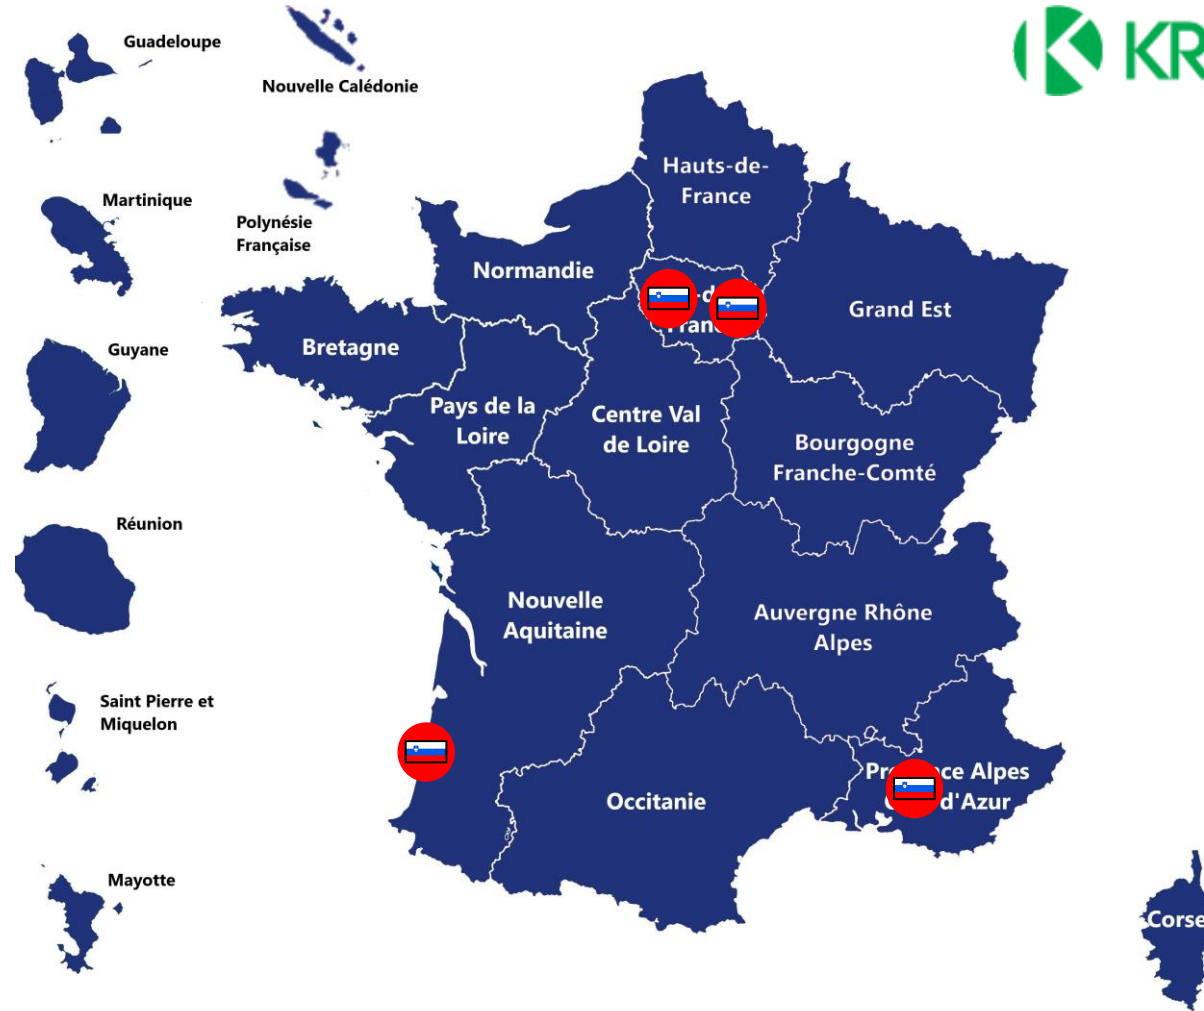 Guadeloupe
Nouvelle Calédonie
KR
Hauts-de-
France
Martinique
Polynésie
Française
Normandie
Grand Est
Guyane
Bretagne
Pays de la
Loire
Centre Val
de Loire
Bourgogne
Franche-Comté
Réunion
Nouvelle
Aquitaine
Auvergne Rhône
Alpes
Saint Pierre et
Miquelon
Alpes
d'Azur
Occitanie
Mayotte
Corse